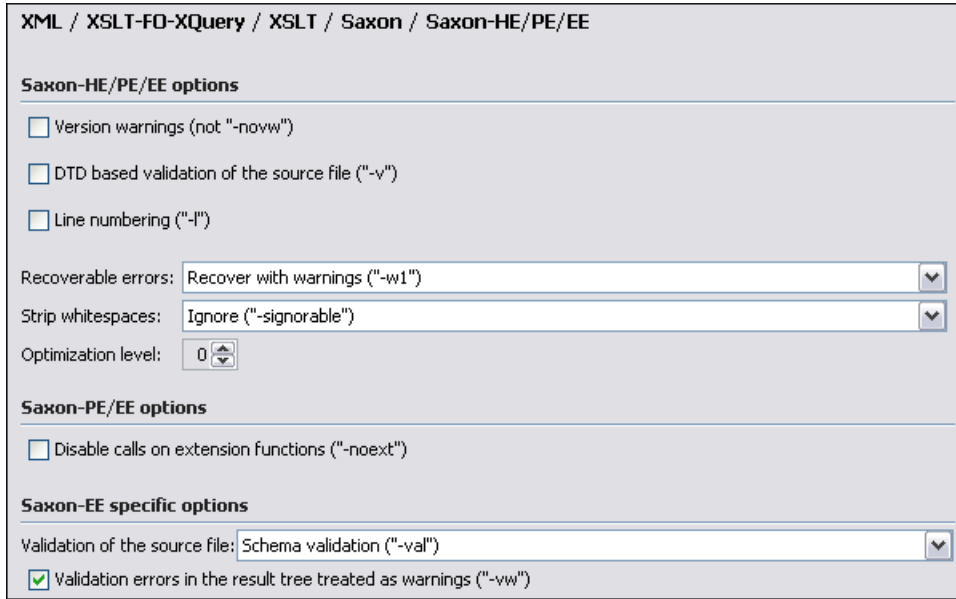 XML / XSLT-FO-XQuery / XSLT / Saxon / Saxon-HE/PE/EE
Saxon-HE/PE/EE options
Version warnings (not "-novw")
DTD based validation of the source file ("-v")
Line numbering ("-l")
Recoverable errors: Recover with warnings ("-w1")
Strip whitespaces: Ignore ("-signorable")
Optimization level: 0
Saxon-PE/EE options
Disable calls on extension functions ("-noext")
Saxon-EE specific options
Validation of the source file: Schema validation ("-val")
Validation errors in the result tree treated as warnings ("-vw")